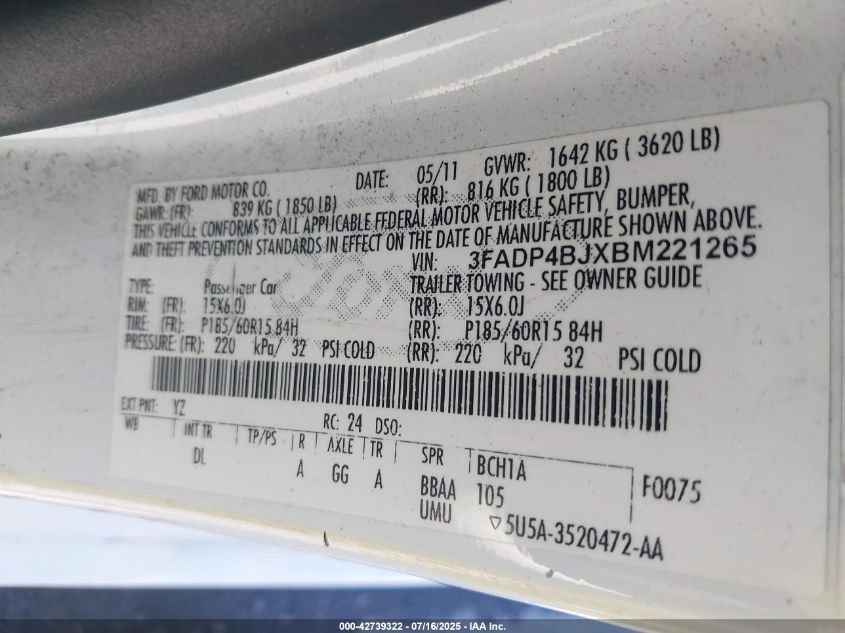 MFD. BY FORD MOTOR CO.
DATE: 05/11 GVWR: 1642 KG ( 3620 LB)
GAWR: (FR): 839 KG ( 1850 LB) (RR): 816 KG ( 1800 LB)
THIS VEHICLE CONFORMS TO ALL APPLICABLE FEDERAL MOTOR VEHICLE SAFETY, BUMPER,
AND THEFT PREVENTION STANDARDS IN EFFECT ON THE DATE OF MANUFACTURE SHOWN ABOVE.
VIN: 3FADP4BJXBM221265
TYPE: Passenger Car TRAILER TOWING - SEE OWNER GUIDE
RIM: (FR): 15X6.0J (RR): 15X6.0J
TIRE: (FR): P185/60R15 84H (RR): P185/60R15 84H
PRESSURE: (FR): 220 kPa/ 32 PSI COLD (RR): 220 kPa/ 32 PSI COLD
EXT PNT: YZ RC: 24 DSO:
WB INT TR TP/PS R AXLE TR SPR BCH1A
DL A GG A BBAA 105 F0075
UMU ▽5U5A-3520472-AA
000-42739322 - 07/16/2025 - IAA Inc.